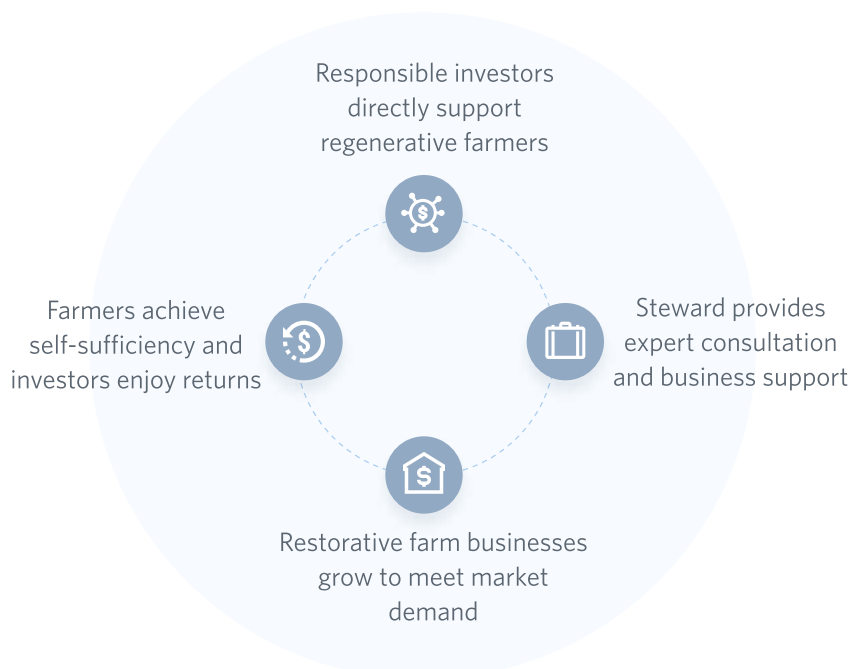 Responsible investors
directly support
regenerative farmers
$
Steward provides
expert consultation
and business support
Farmers achieve
self-sufficiency and
investors enjoy returns
$
$
Restorative farm businesses
grow to meet market
demand